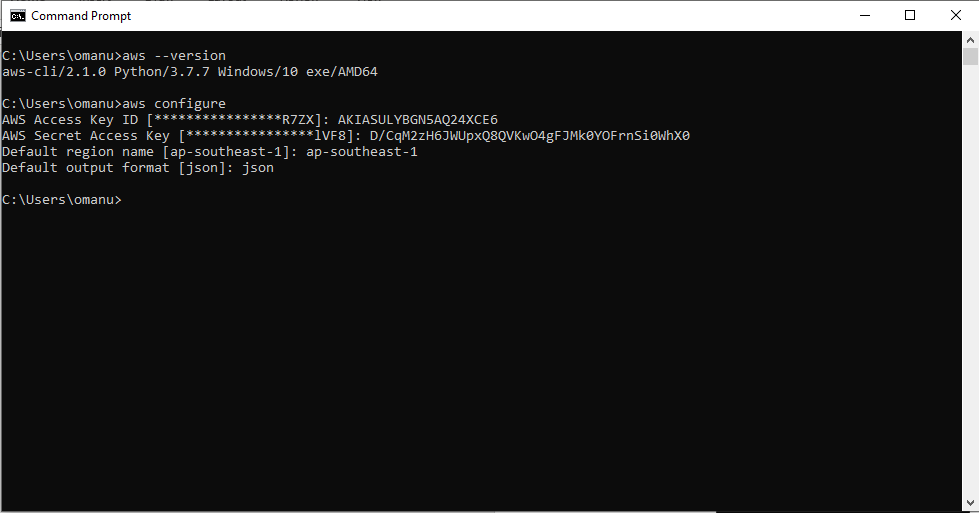 Command Prompt
C:\Users\omanu>aws --version
aws-cli/2.1.0 Python/3.7.7 Windows/10 exe/AMD64
C:\Users\omanu>aws configure
AWS Access Key ID [****************R7ZX]: AKIASULYBGN5AQ24XCE6
AWS Secret Access Key [****************lVF8]: 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
Default region name [ap-southeast-1]: ap-southeast-1
Default output format [json]: json
C:\Users\omanu>